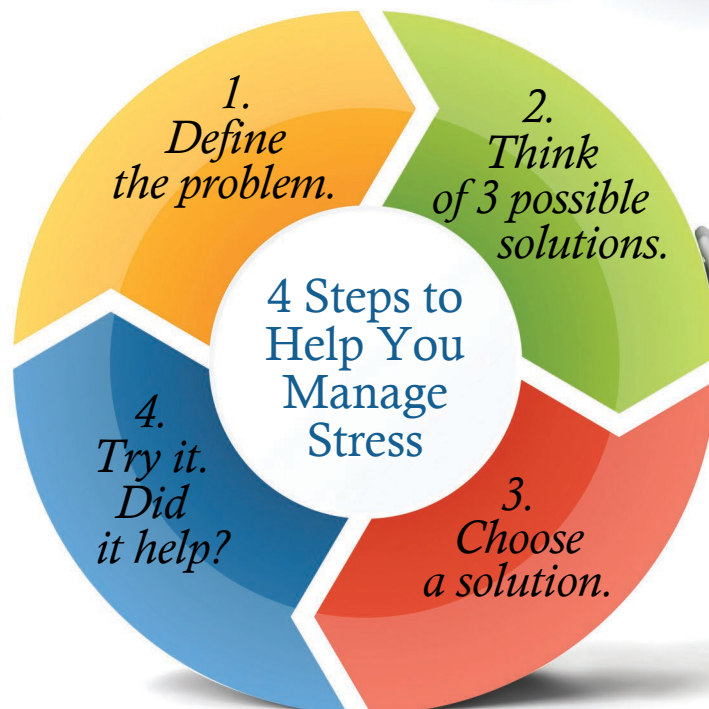 4 Steps to
Help You
Manage
Stress
1.
Define
the problem.
2.
Think
of 3 possible
solutions.
3.
Choose
a solution.
4.
Try it.
Did
it help?